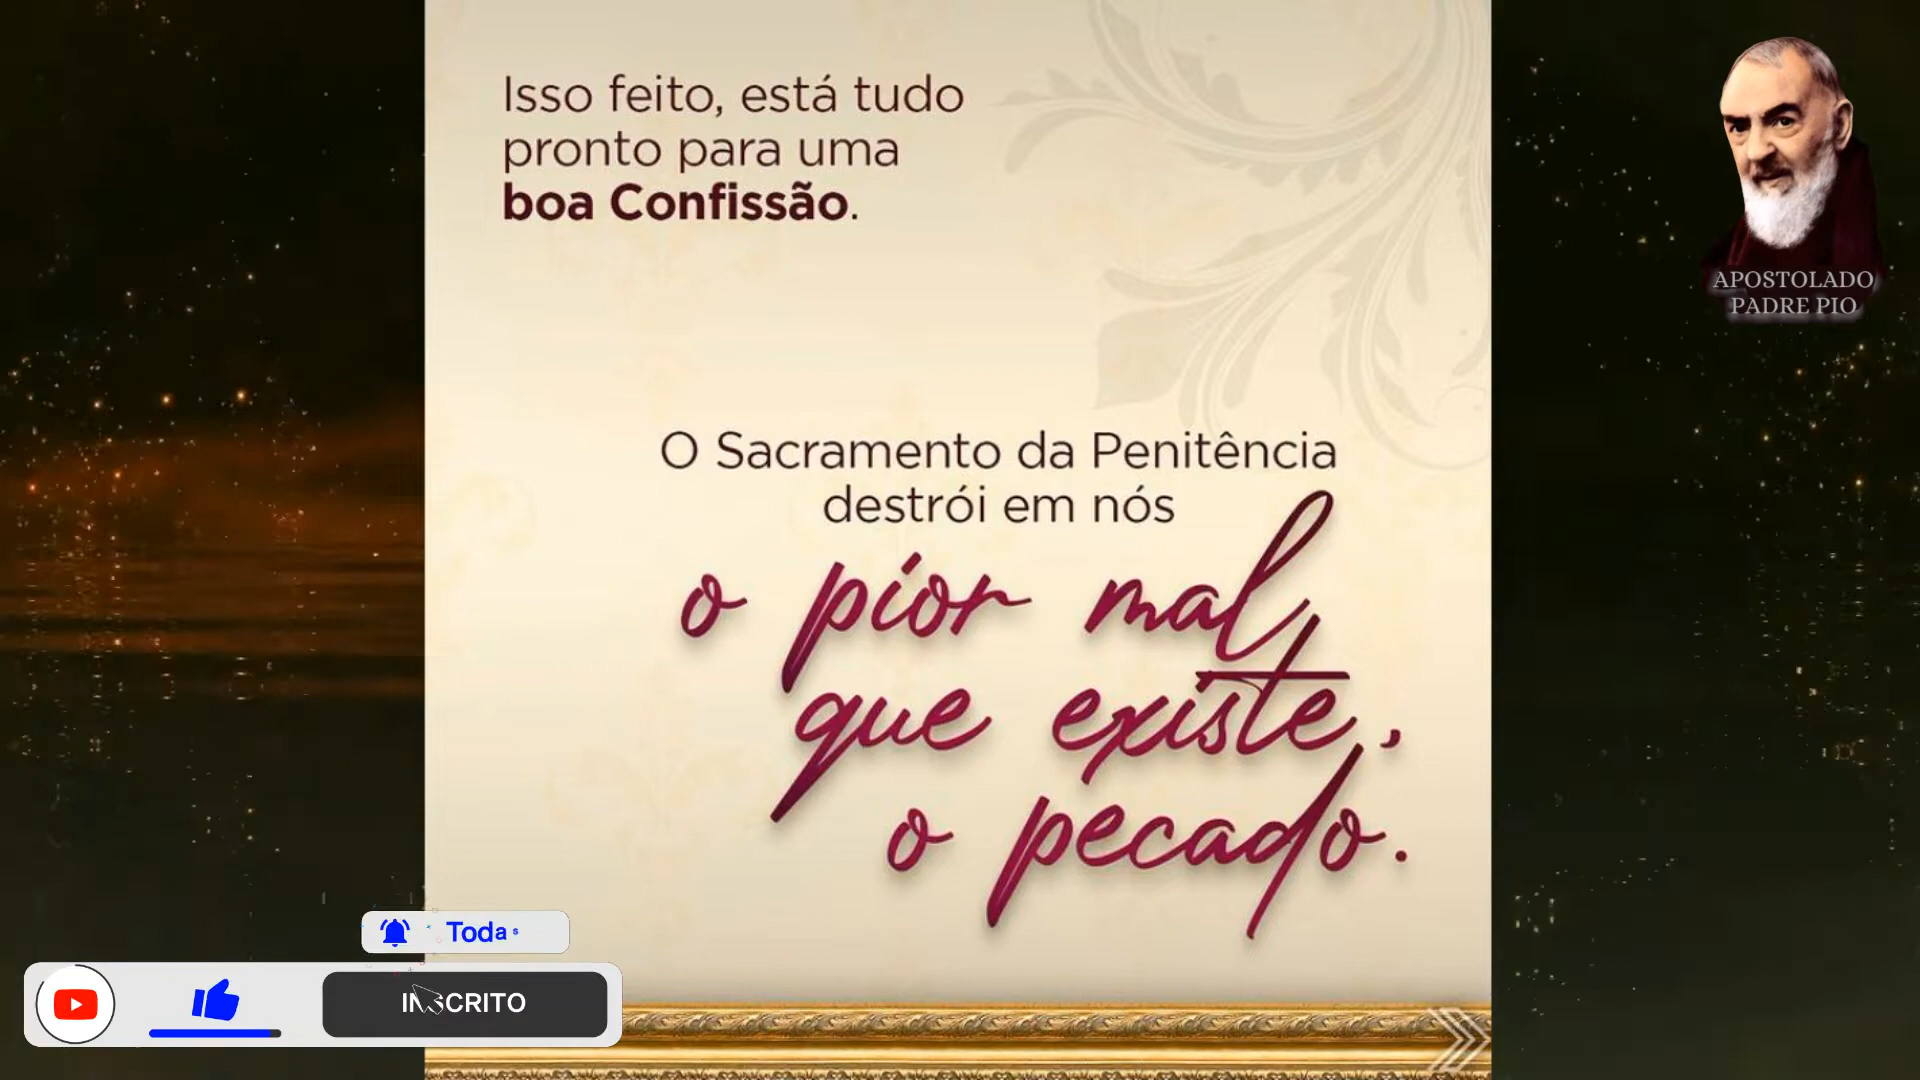 Isso feito, está tudo
pronto para uma
boa Confissão.
O Sacramento da Penitência
destrói em nós
o pior mal
que existe,
o pecado.
APOSTOLADO
PADRE PIO
Todas
INSCRITO